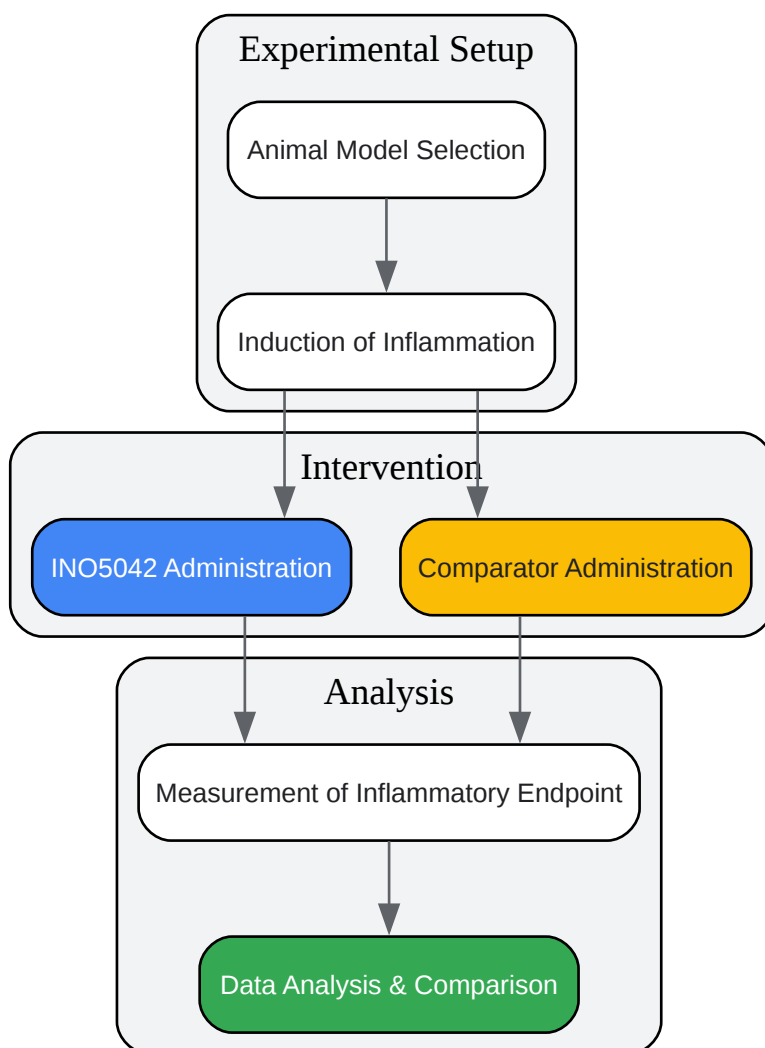 Experimental Setup
Animal Model Selection
Induction of Inflammation
Intervention
INO5042 Administration
Comparator Administration
Analysis
Measurement of Inflammatory Endpoint
Data Analysis & Comparison